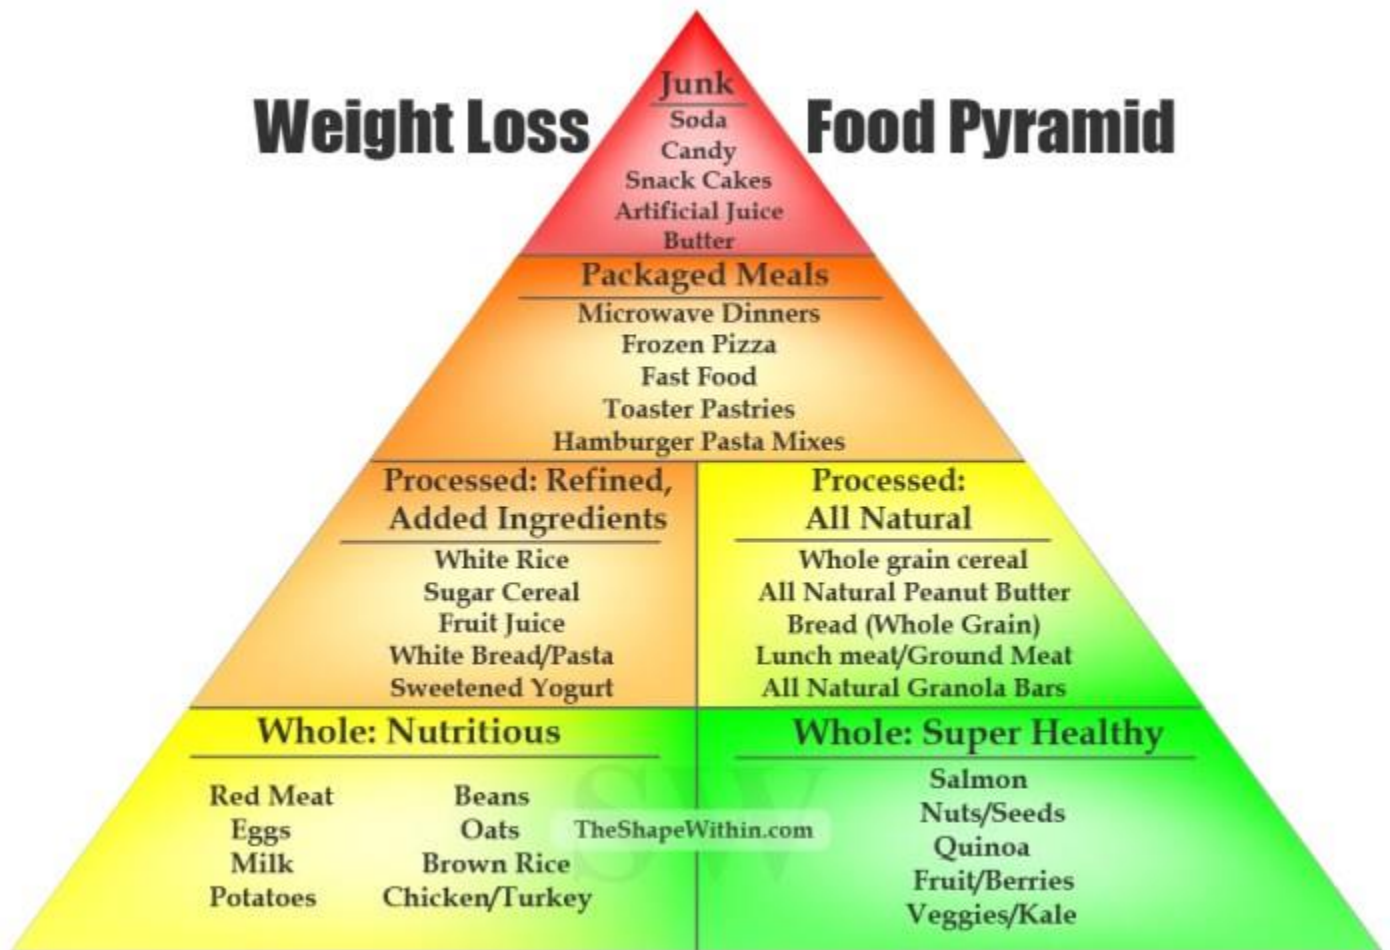 Weight Loss Food Pyramid
Junk
Soda
Candy
Snack Cakes
Artificial Juice
Butter
Packaged Meals
Microwave Dinners
Frozen Pizza
Fast Food
Toaster Pastries
Hamburger Pasta Mixes
Processed: Refined,
Added Ingredients
White Rice
Sugar Cereal
Fruit Juice
White Bread/Pasta
Sweetened Yogurt
Processed:
All Natural
Whole grain cereal
All Natural Peanut Butter
Bread (Whole Grain)
Lunch meat/Ground Meat
All Natural Granola Bars
Whole: Nutritious
Red Meat
Eggs
Milk
Potatoes
Beans
Oats
Brown Rice
Chicken/Turkey
SW
TheShapeWithin.com
Whole: Super Healthy
Salmon
Nuts/Seeds
Quinoa
Fruit/Berries
Veggies/Kale